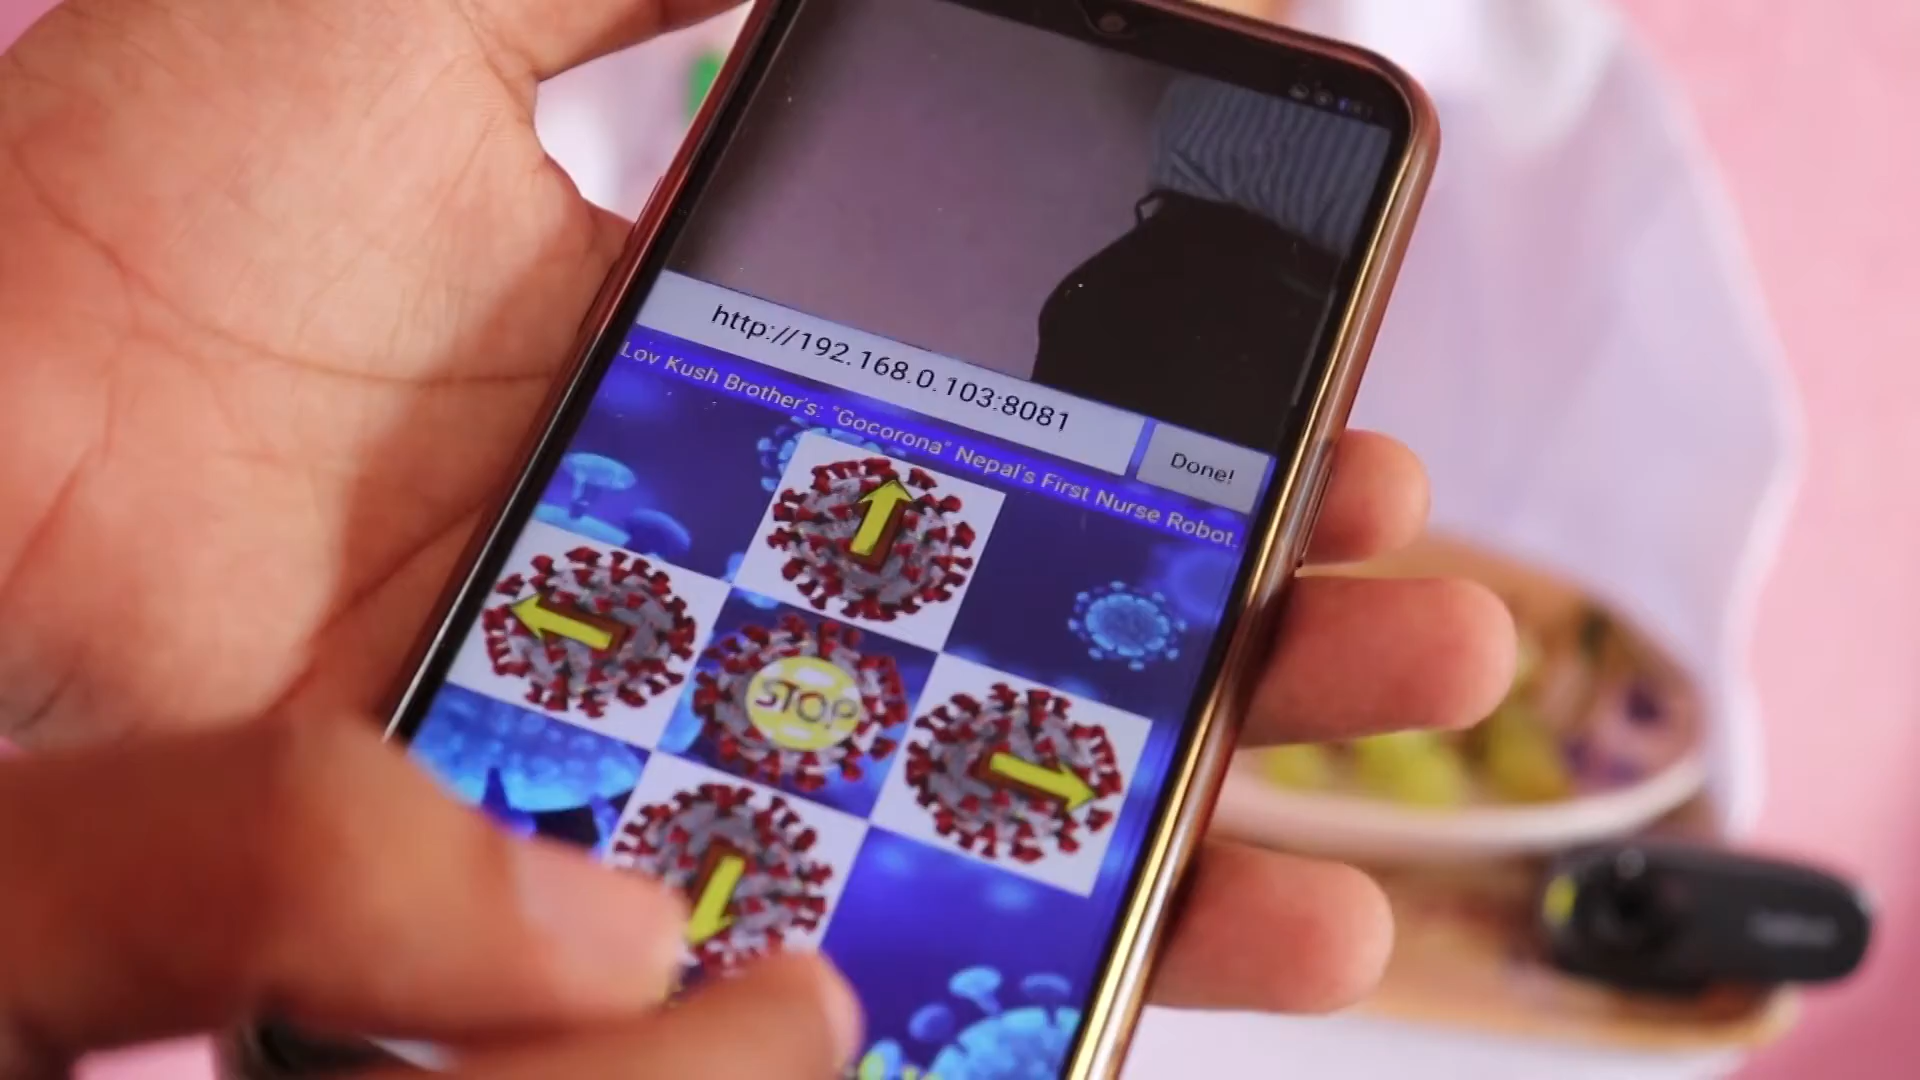 http://192.168.0.103:8081
Done!
Lov Kush Brother's: "Gocorona" Nepal's First Nurse Robot.
STOP